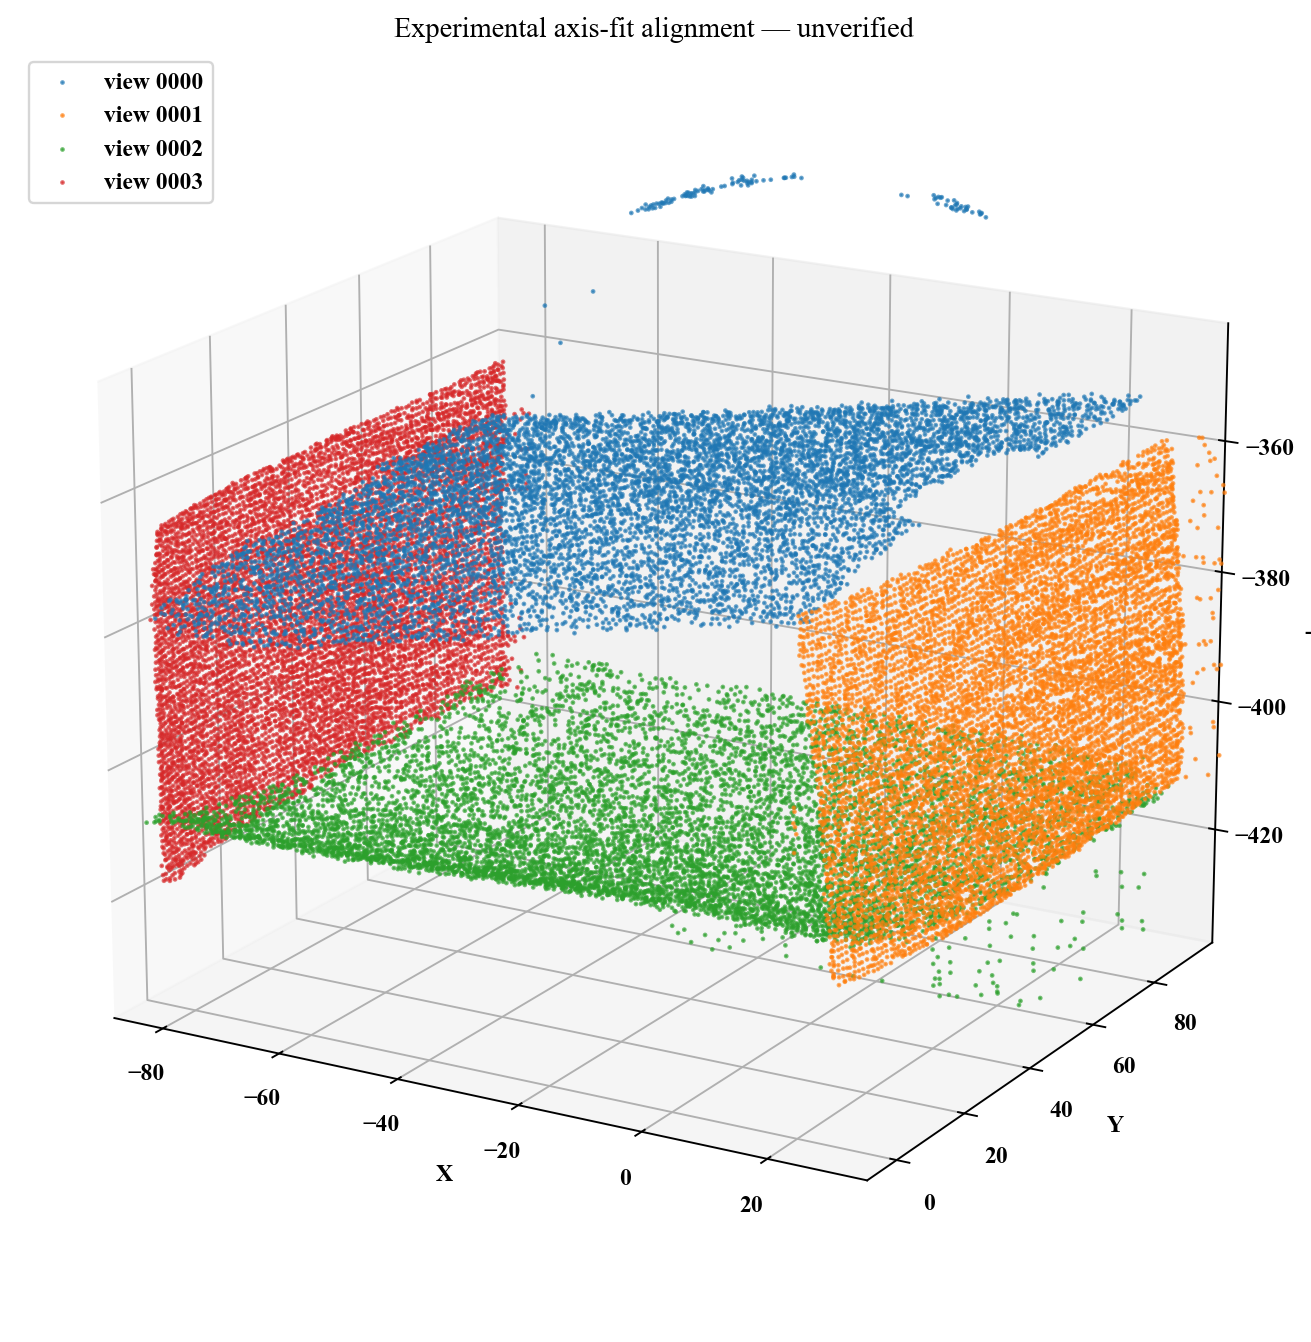 Experimental axis-fit alignment — unverified
view 0000
view 0001
view 0002
view 0003
−360
−380
−400
−420
−80
−60
−40
−20
0
20
X
0
20
40
60
80
Y